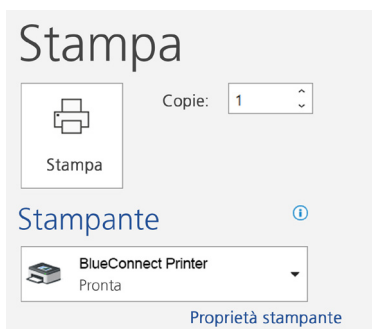 Stampa
Copie: 1
Stampa
Stampante
BlueConnect Printer
Pronta
Proprietà stampante